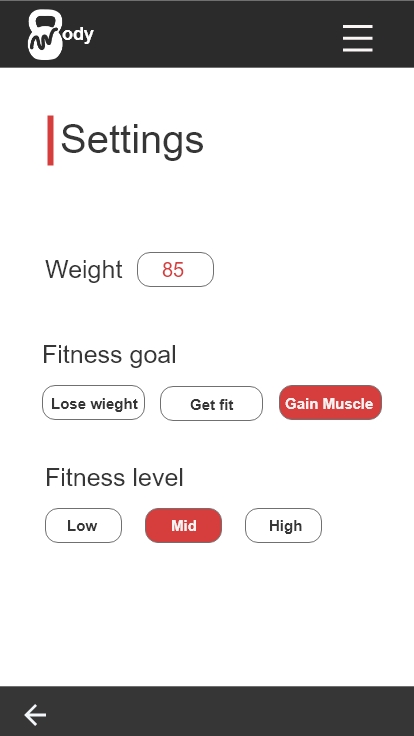 ody
Settings
Weight 85
Fitness goal
Lose wieght Get fit Gain Muscle
Fitness level
Low Mid High